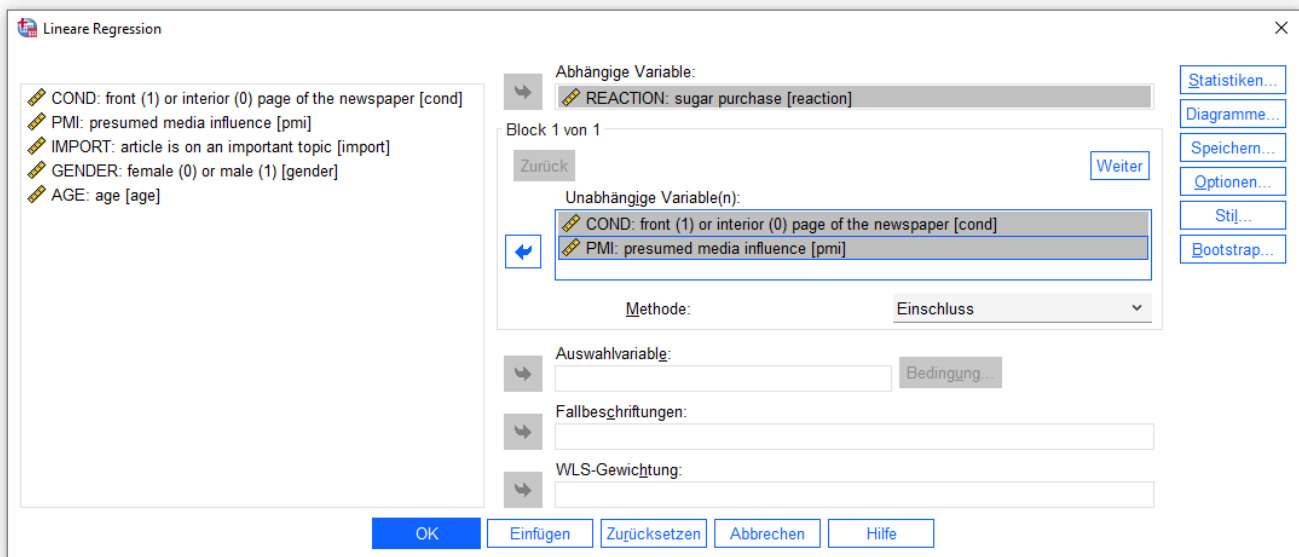 Lineare Regression
COND: front (1) or interior (0) page of the newspaper [cond]
PMI: presumed media influence [pmi]
IMPORT: article is on an important topic [import]
GENDER: female (0) or male (1) [gender]
AGE: age [age]
Abhängige Variable:
REACTION: sugar purchase [reaction]
Block 1 von 1
Zurück
Weiter
Unabhängige Variable(n):
COND: front (1) or interior (0) page of the newspaper [cond]
PMI: presumed media influence [pmi]
Methode:
Einschluss
Auswahlvariable:
Bedingung...
Fallbeschriftungen:
WLS-Gewichtung:
Statistiken...
Diagramme...
Speichern...
Optionen...
Stil...
Bootstrap...
OK
Einfügen
Zurücksetzen
Abbrechen
Hilfe